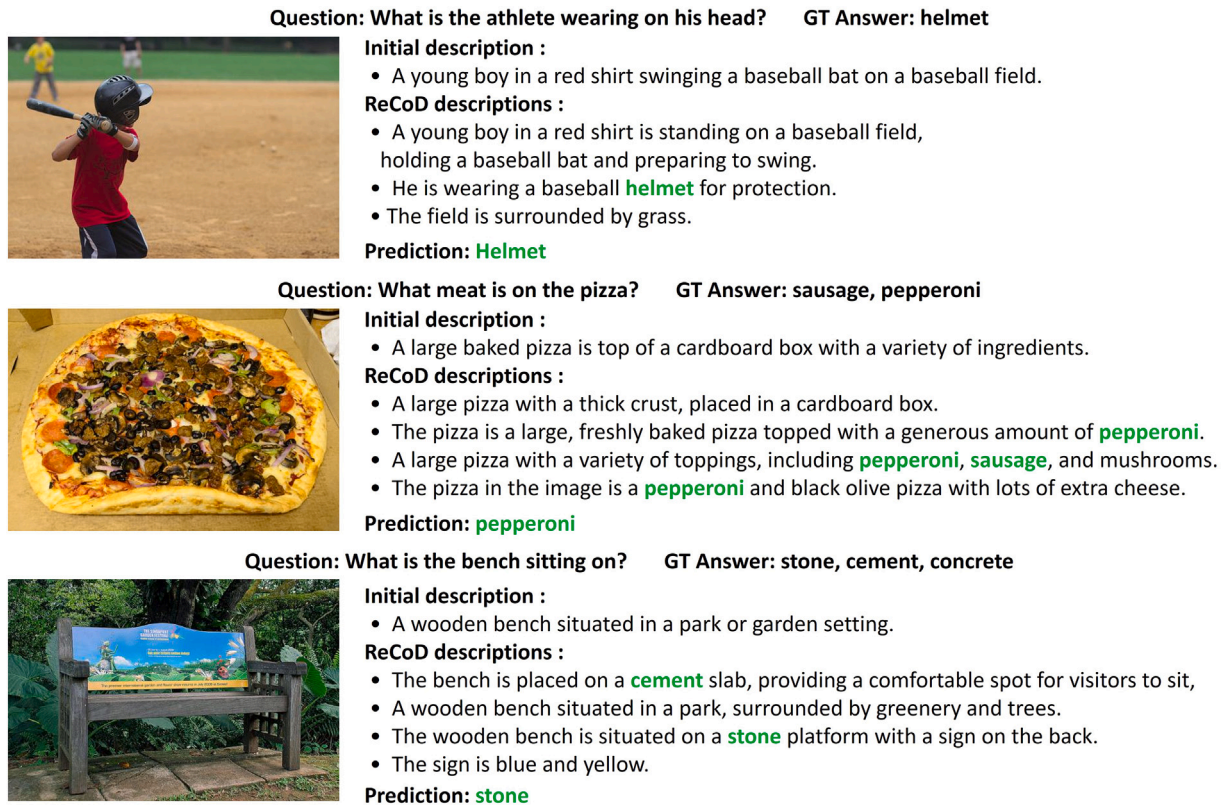 Question: What is the athlete wearing on his head? GT Answer: helmet
Initial description :
• A young boy in a red shirt swinging a baseball bat on a baseball field.
ReCoD descriptions :
• A young boy in a red shirt is standing on a baseball field,
holding a baseball bat and preparing to swing.
• He is wearing a baseball helmet for protection.
• The field is surrounded by grass.
Prediction: Helmet
Question: What meat is on the pizza? GT Answer: sausage, pepperoni
Initial description :
• A large baked pizza is top of a cardboard box with a variety of ingredients.
ReCoD descriptions :
• A large pizza with a thick crust, placed in a cardboard box.
• The pizza is a large, freshly baked pizza topped with a generous amount of pepperoni.
• A large pizza with a variety of toppings, including pepperoni, sausage, and mushrooms.
• The pizza in the image is a pepperoni and black olive pizza with lots of extra cheese.
Prediction: pepperoni
Question: What is the bench sitting on? GT Answer: stone, cement, concrete
Initial description :
• A wooden bench situated in a park or garden setting.
ReCoD descriptions :
• The bench is placed on a cement slab, providing a comfortable spot for visitors to sit,
• A wooden bench situated in a park, surrounded by greenery and trees.
• The wooden bench is situated on a stone platform with a sign on the back.
• The sign is blue and yellow.
Prediction: stone